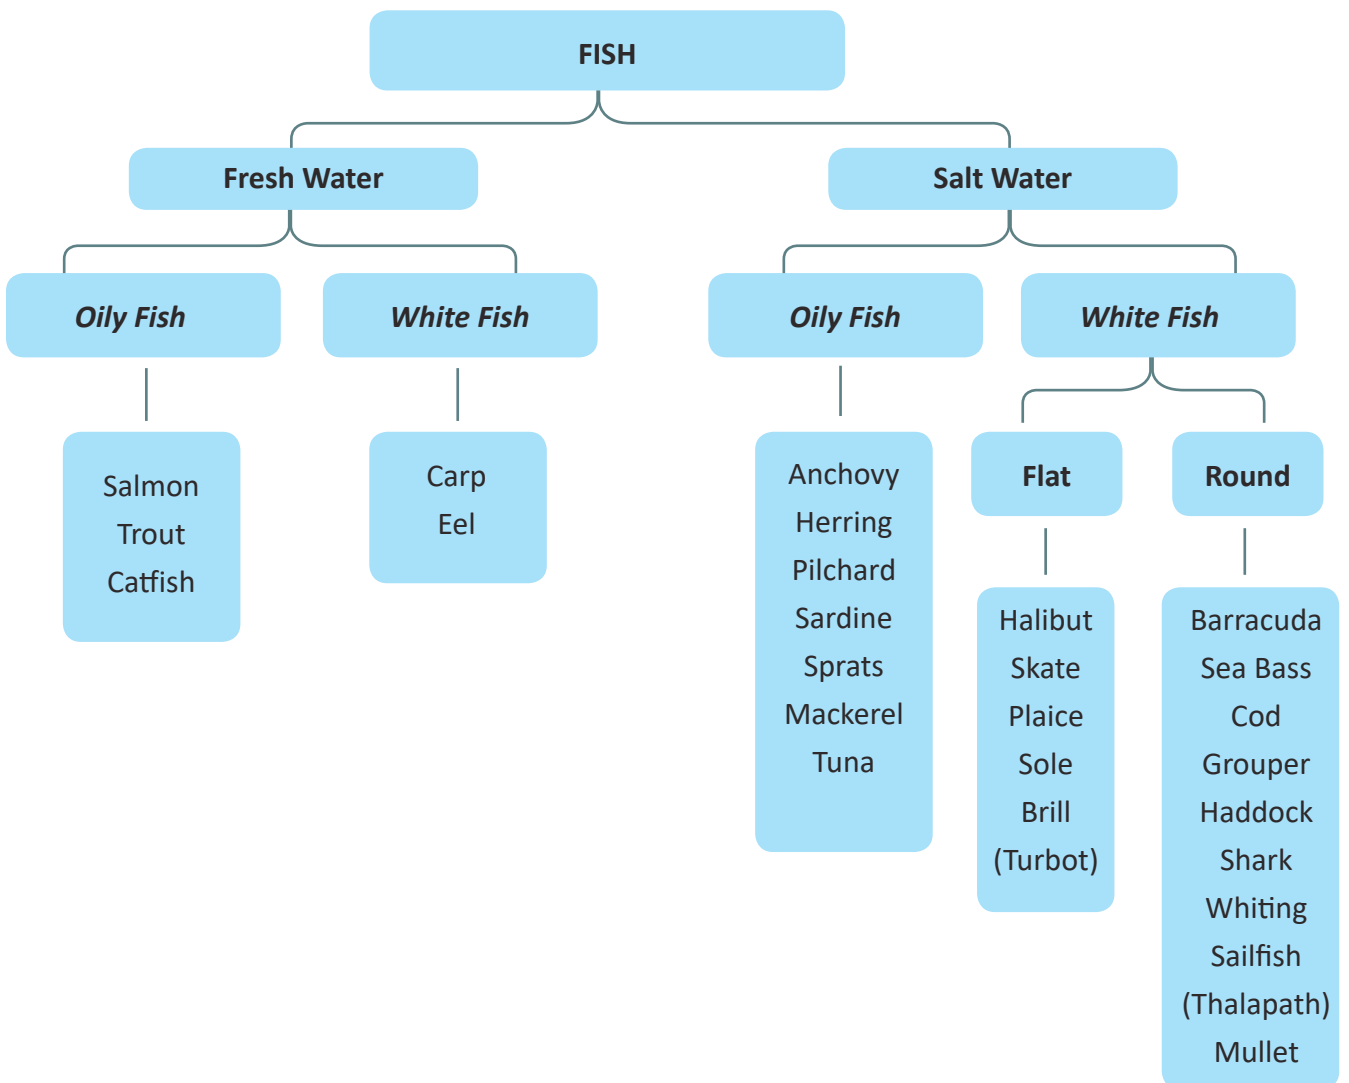 FISH
Fresh Water
Salt Water
Oily Fish
White Fish
Oily Fish
White Fish
Salmon
Trout
Catfish
Carp
Eel
Anchovy
Herring
Pilchard
Sardine
Sprats
Mackerel
Tuna
Flat
Round
Halibut
Skate
Plaice
Sole
Brill
(Turbot)
Barracuda
Sea Bass
Cod
Grouper
Haddock
Shark
Whiting
Sailfish
(Thalapath)
Mullet